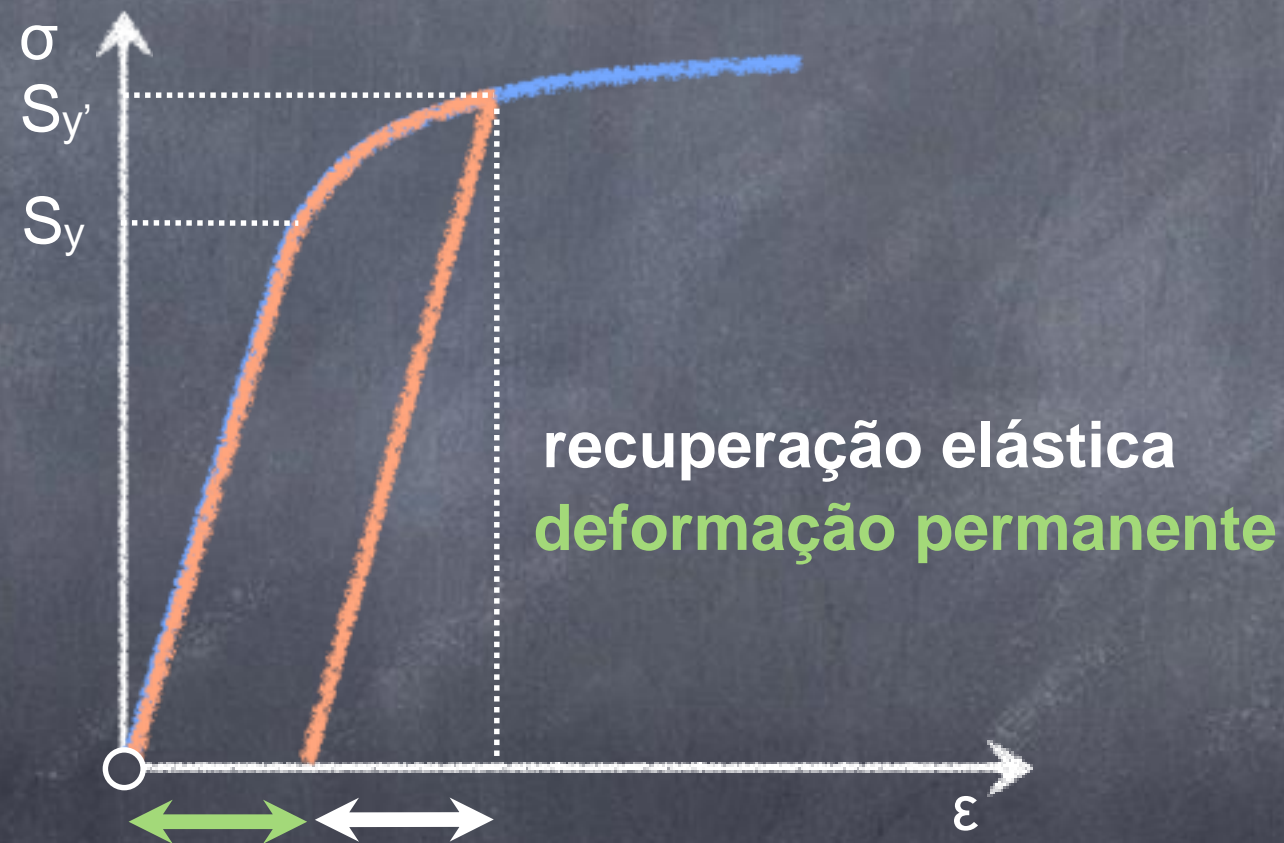 σ
Sy'
Sy
recuperação elástica
deformação permanente
ε